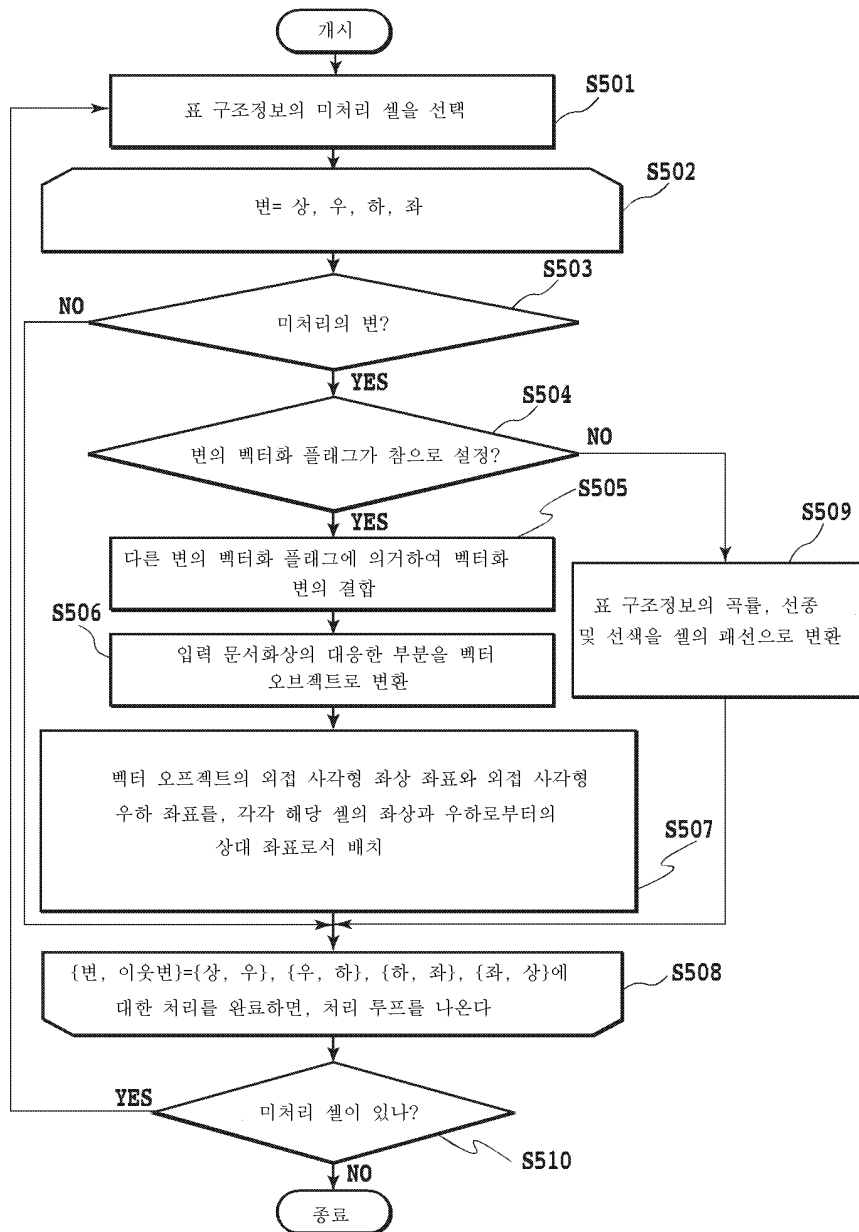 개시
S501
표 구조정보의 미처리 셀을 선택
S502
변= 상, 우, 하, 좌
S503
NO
미처리의 변?
YES
S504
NO
변의 벡터화 플래그가 참으로 설정?
YES
S505
S509
다른 변의 벡터화 플래그에 의거하여 벡터화
변의 결합
표 구조정보의 곡률, 선종
및 선색을 셀의 괘선으로 변환
S506
입력 문서화상의 대응한 부분을 벡터
오브젝트로 변환
벡터 오프젝트의 외접 사각형 좌상 좌표와 외접 사각형
우하 좌표를, 각각 해당 셀의 좌상과 우하로부터의
상대 좌표로서 배치
S507
{변, 이웃변}={상, 우}, {우, 하}, {하, 좌}, {좌, 상}에
대한 처리를 완료하면, 처리 루프를 나온다
S508
YES
미처리 셀이 있나?
S510
NO
종료